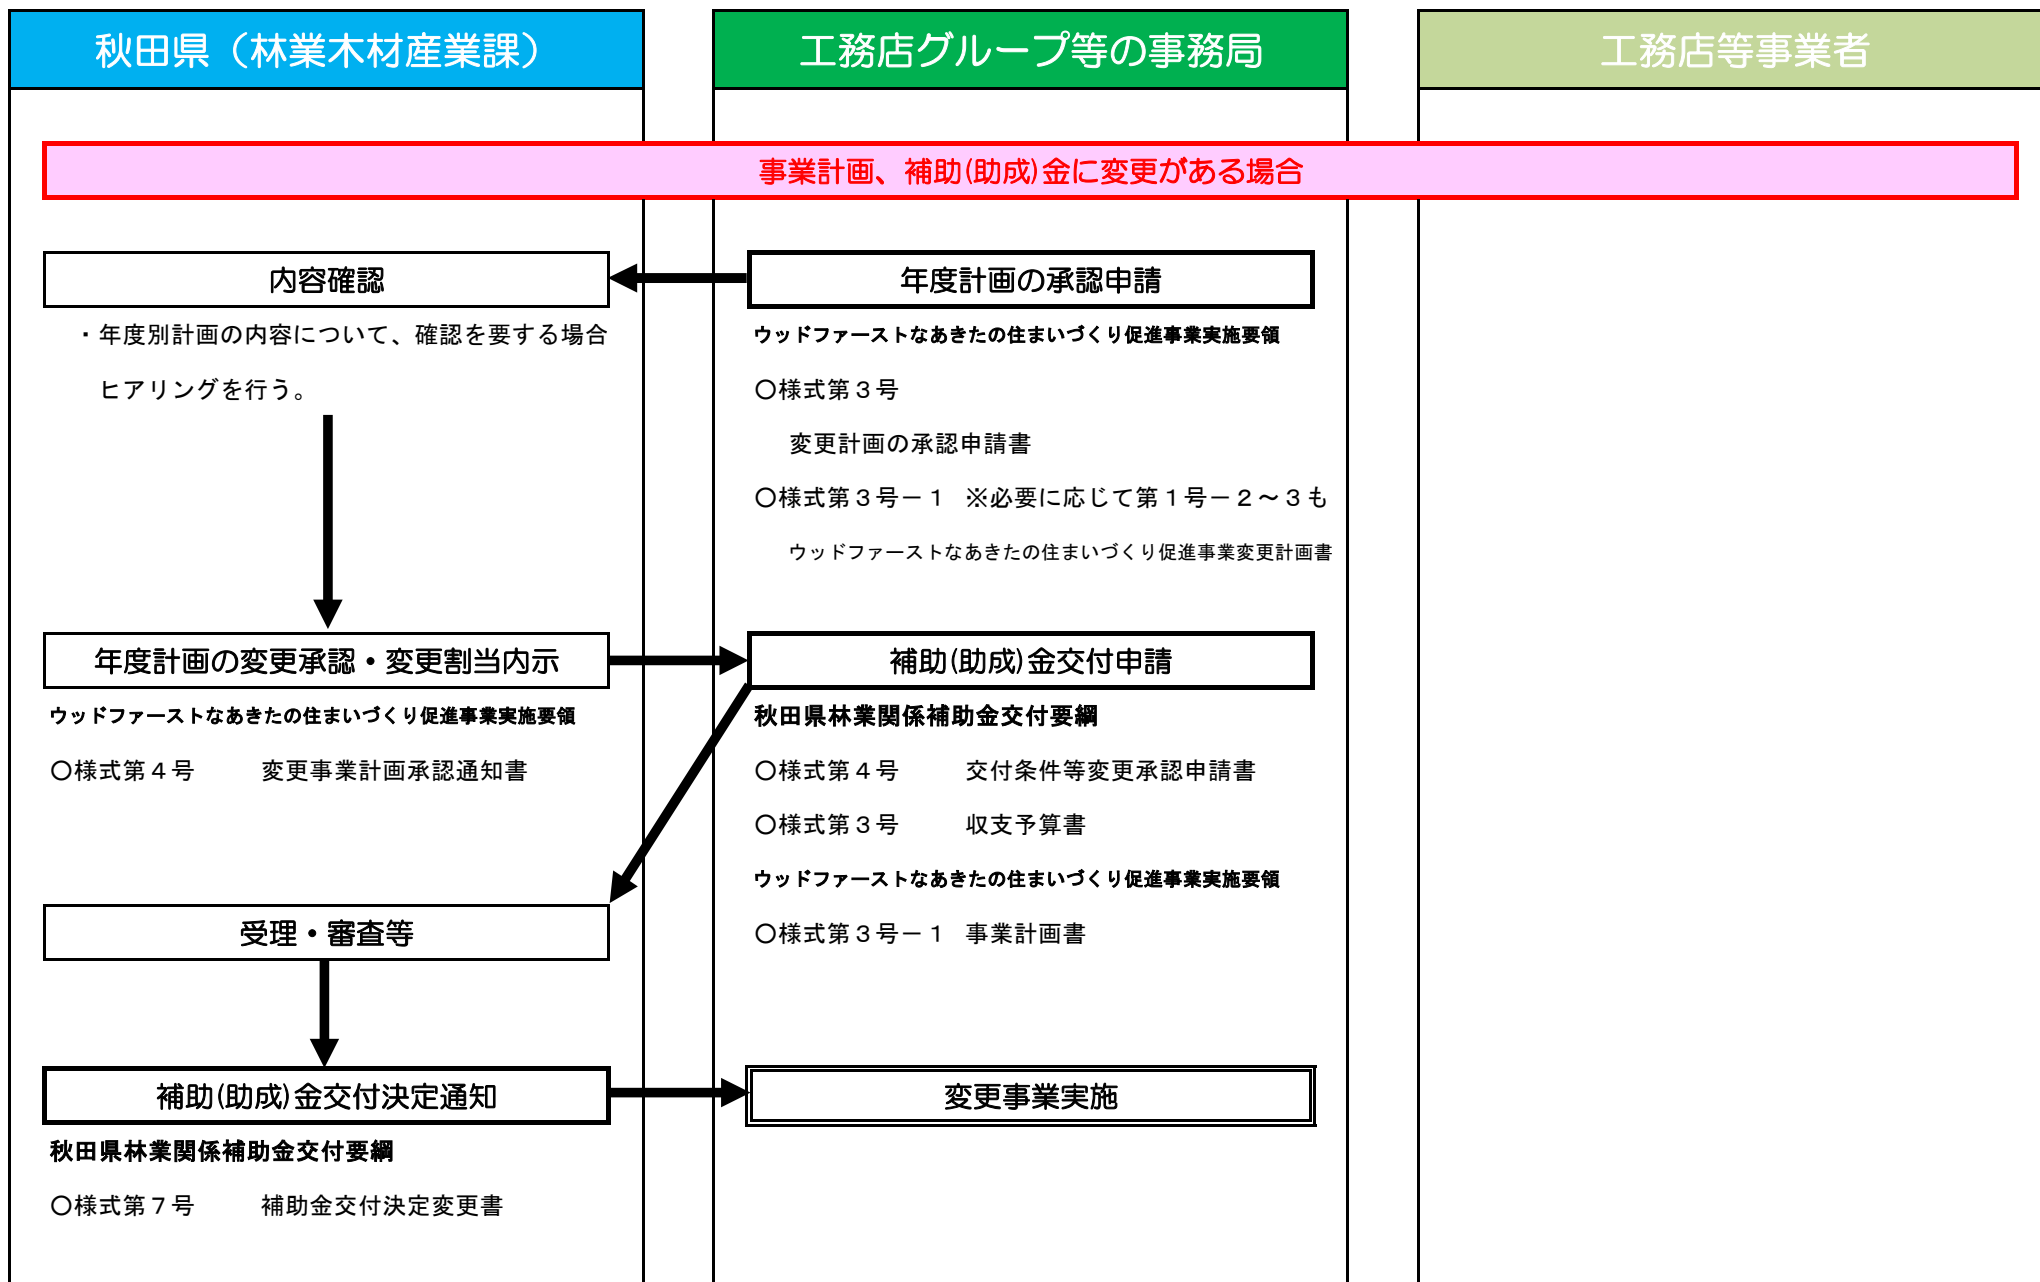 秋田県（林業木材産業課）
工務店グループ等の事務局
工務店等事業者
事業計画、補助(助成)金に変更がある場合
内容確認
・年度別計画の内容について、確認を要する場合
ヒアリングを行う。
年度計画の承認申請
ウッドファーストなあきたの住まいづくり促進事業実施要領
〇様式第３号
変更計画の承認申請書
〇様式第３号－１　※必要に応じて第１号－２～３も
ウッドファーストなあきたの住まいづくり促進事業変更計画書
年度計画の変更承認・変更割当内示
ウッドファーストなあきたの住まいづくり促進事業実施要領
〇様式第４号　　変更事業計画承認通知書
補助(助成)金交付申請
秋田県林業関係補助金交付要綱
〇様式第４号　　交付条件等変更承認申請書
〇様式第３号　　収支予算書
ウッドファーストなあきたの住まいづくり促進事業実施要領
〇様式第３号－１　事業計画書
受理・審査等
補助(助成)金交付決定通知
秋田県林業関係補助金交付要綱
〇様式第７号　　補助金交付決定変更書
変更事業実施